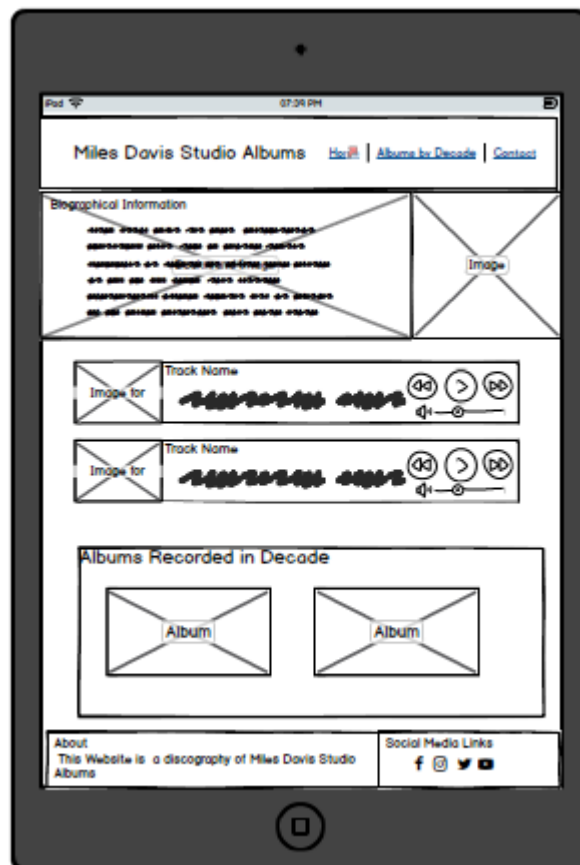 iPad 07:39 PM
Miles Davis Studio Albums Albums by Decade Contact
Biographical Information
Image
Track Name
Image for
Track Name
Image for
Albums Recorded in Decade
Album Album
About
This Website is a discography of Miles Davis Studio
Albums
Social Media Links